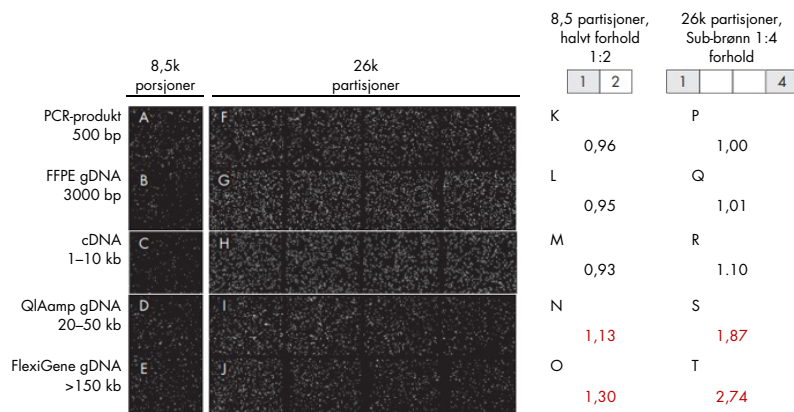 8,5k
porsjoner
26k
partisjoner
8,5 partisjoner,
halvt forhold
1:2
1 2
26k partisjoner,
Sub-brønn 1:4
forhold
1 4
PCR-produkt
500 bp
A F K P
0,96 1,00
FFPE gDNA
3000 bp
B G L Q
0,95 1,01
cDNA
1–10 kb
C H M R
0,93 1.10
QlAamp gDNA
20–50 kb
D I N S
1,13 1,87
FlexiGene gDNA
>150 kb
E J O T
1,30 2,74